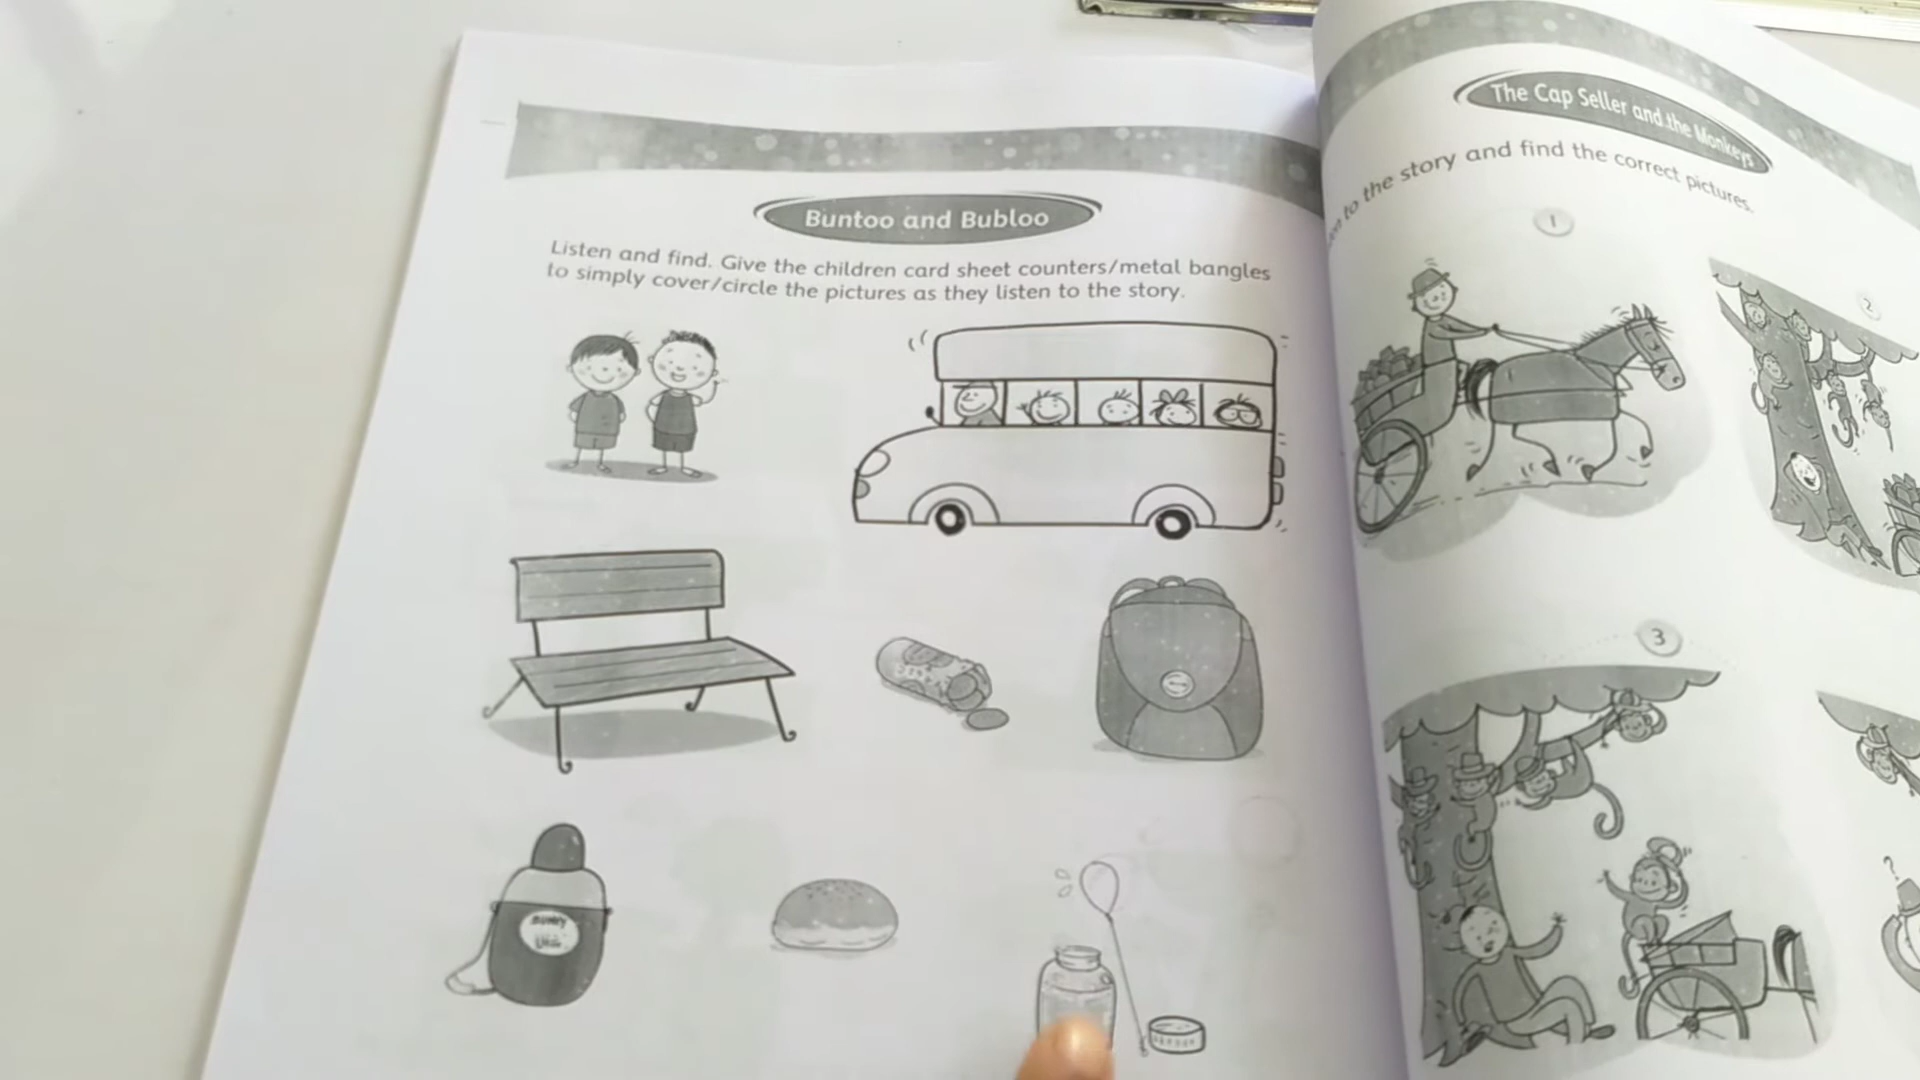 Buntoo and Bubloo
Listen and find. Give the children card sheet counters/metal bangles
to simply cover/circle the pictures as they listen to the story.
The Cap Seller and the Monkeys
to the story and find the correct pictures.
1
2
3
?